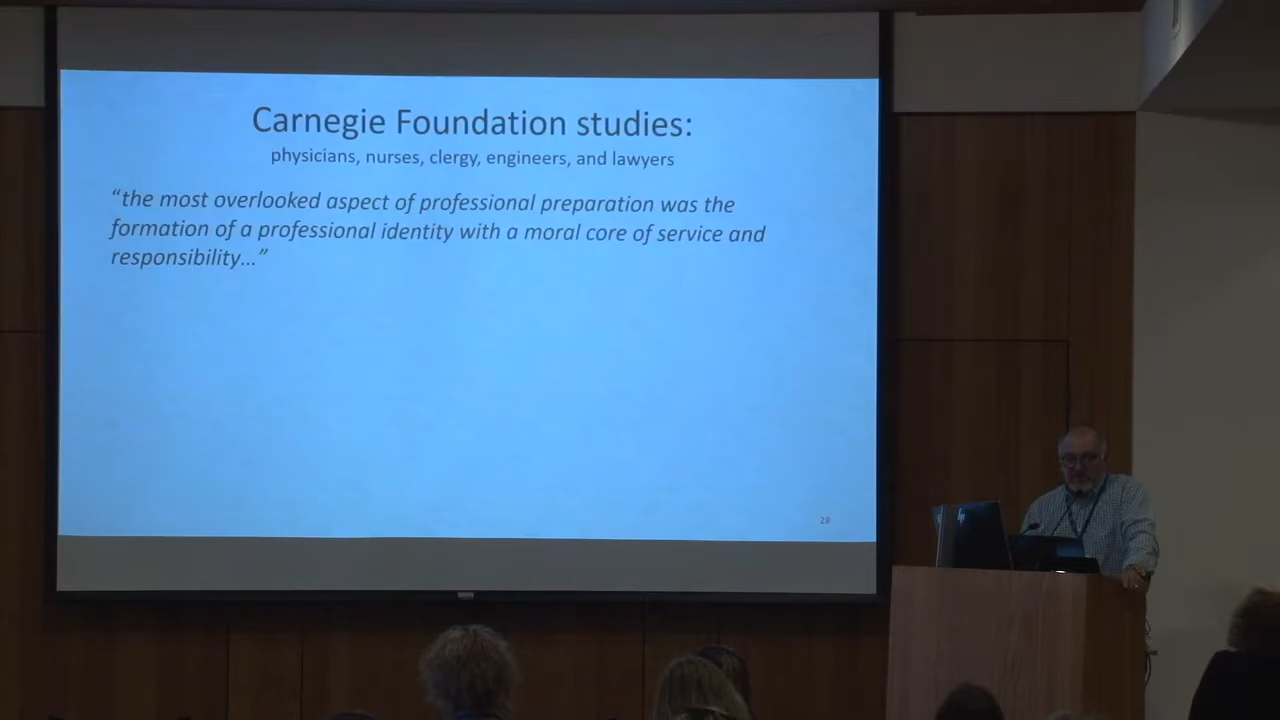 Carnegie Foundation studies:
physicians, nurses, clergy, engineers, and lawyers
“the most overlooked aspect of professional preparation was the
formation of a professional identity with a moral core of service and
responsibility…”
28
hp